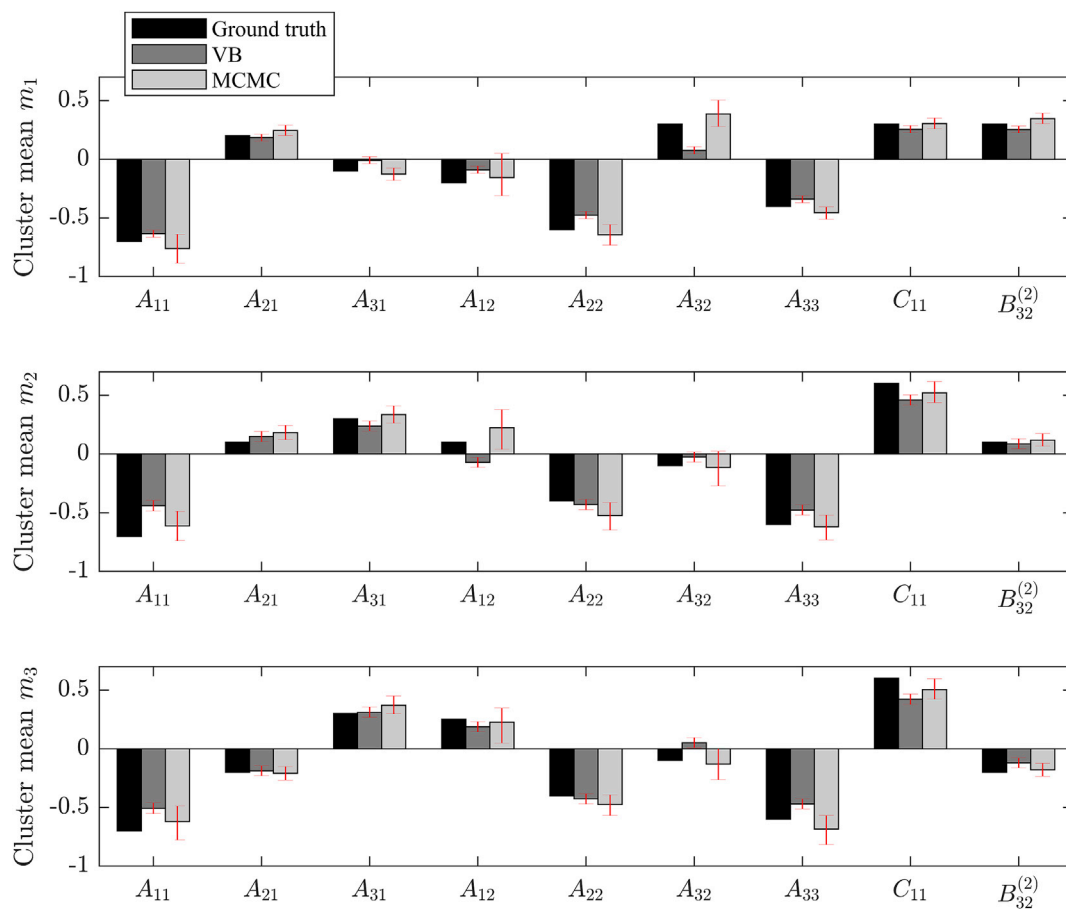 Ground truth
VB
MCMC
Cluster mean m₁
0.5
0
-0.5
-1
A₁₁ A₂₁ A₃₁ A₁₂ A₂₂ A₃₂ A₃₃ C₁₁ B₃₂⁽²⁾
Cluster mean m₂
0.5
0
-0.5
-1
A₁₁ A₂₁ A₃₁ A₁₂ A₂₂ A₃₂ A₃₃ C₁₁ B₃₂⁽²⁾
Cluster mean m₃
0.5
0
-0.5
-1
A₁₁ A₂₁ A₃₁ A₁₂ A₂₂ A₃₂ A₃₃ C₁₁ B₃₂⁽²⁾